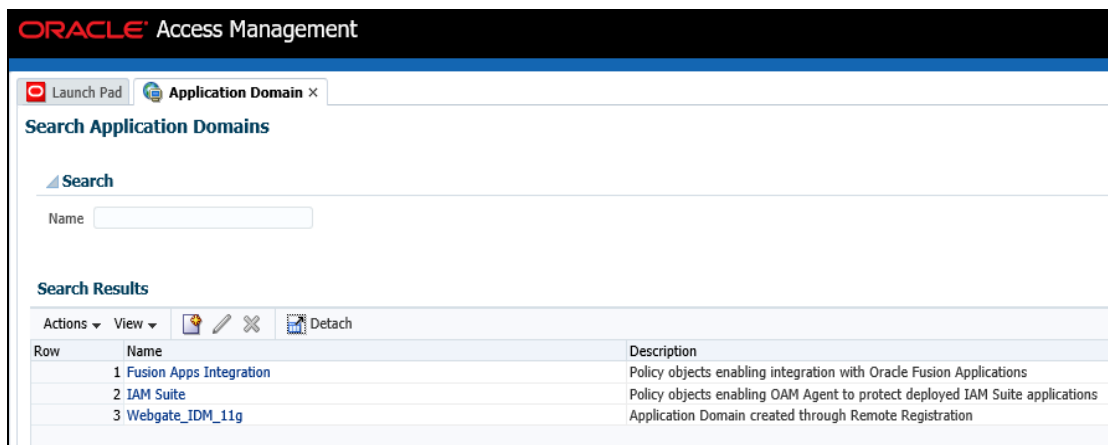 ORACLE® Access Management
Launch Pad Application Domain ×
Search Application Domains
Search
Name
Search Results
Actions View Detach
Row Name Description
1 Fusion Apps Integration Policy objects enabling integration with Oracle Fusion Applications
2 IAM Suite Policy objects enabling OAM Agent to protect deployed IAM Suite applications
3 Webgate_IDM_11g Application Domain created through Remote Registration